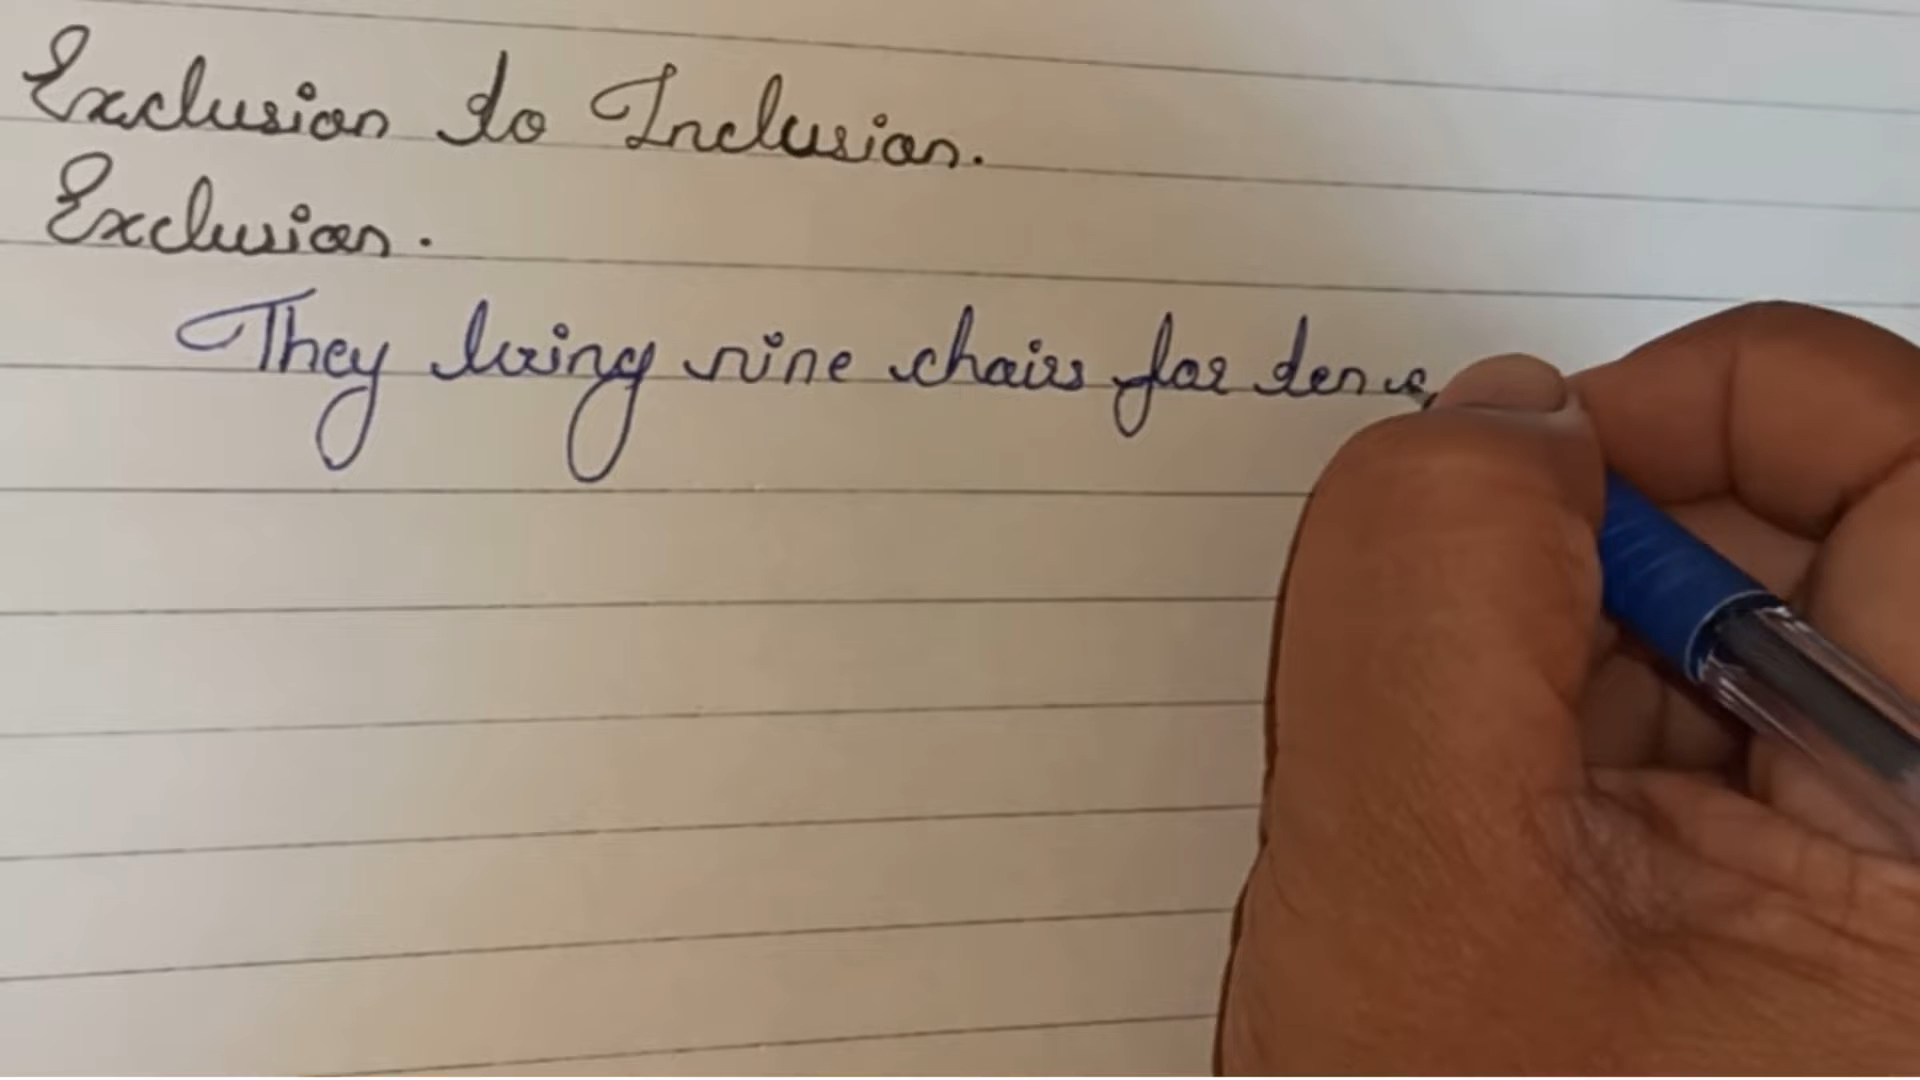 Exclusion to Inclusion.
Exclusion.
They bring nine chairs for ten